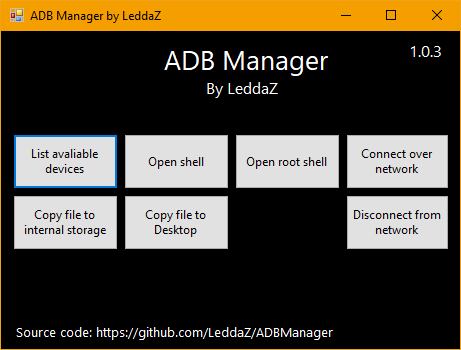 ADB Manager by LeddaZ
1.0.3
ADB Manager
By LeddaZ
List avaliable
devices
Open shell
Open root shell
Connect over
network
Copy file to
internal storage
Copy file to
Desktop
Disconnect from
network
Source code: https://github.com/LeddaZ/ADBManager